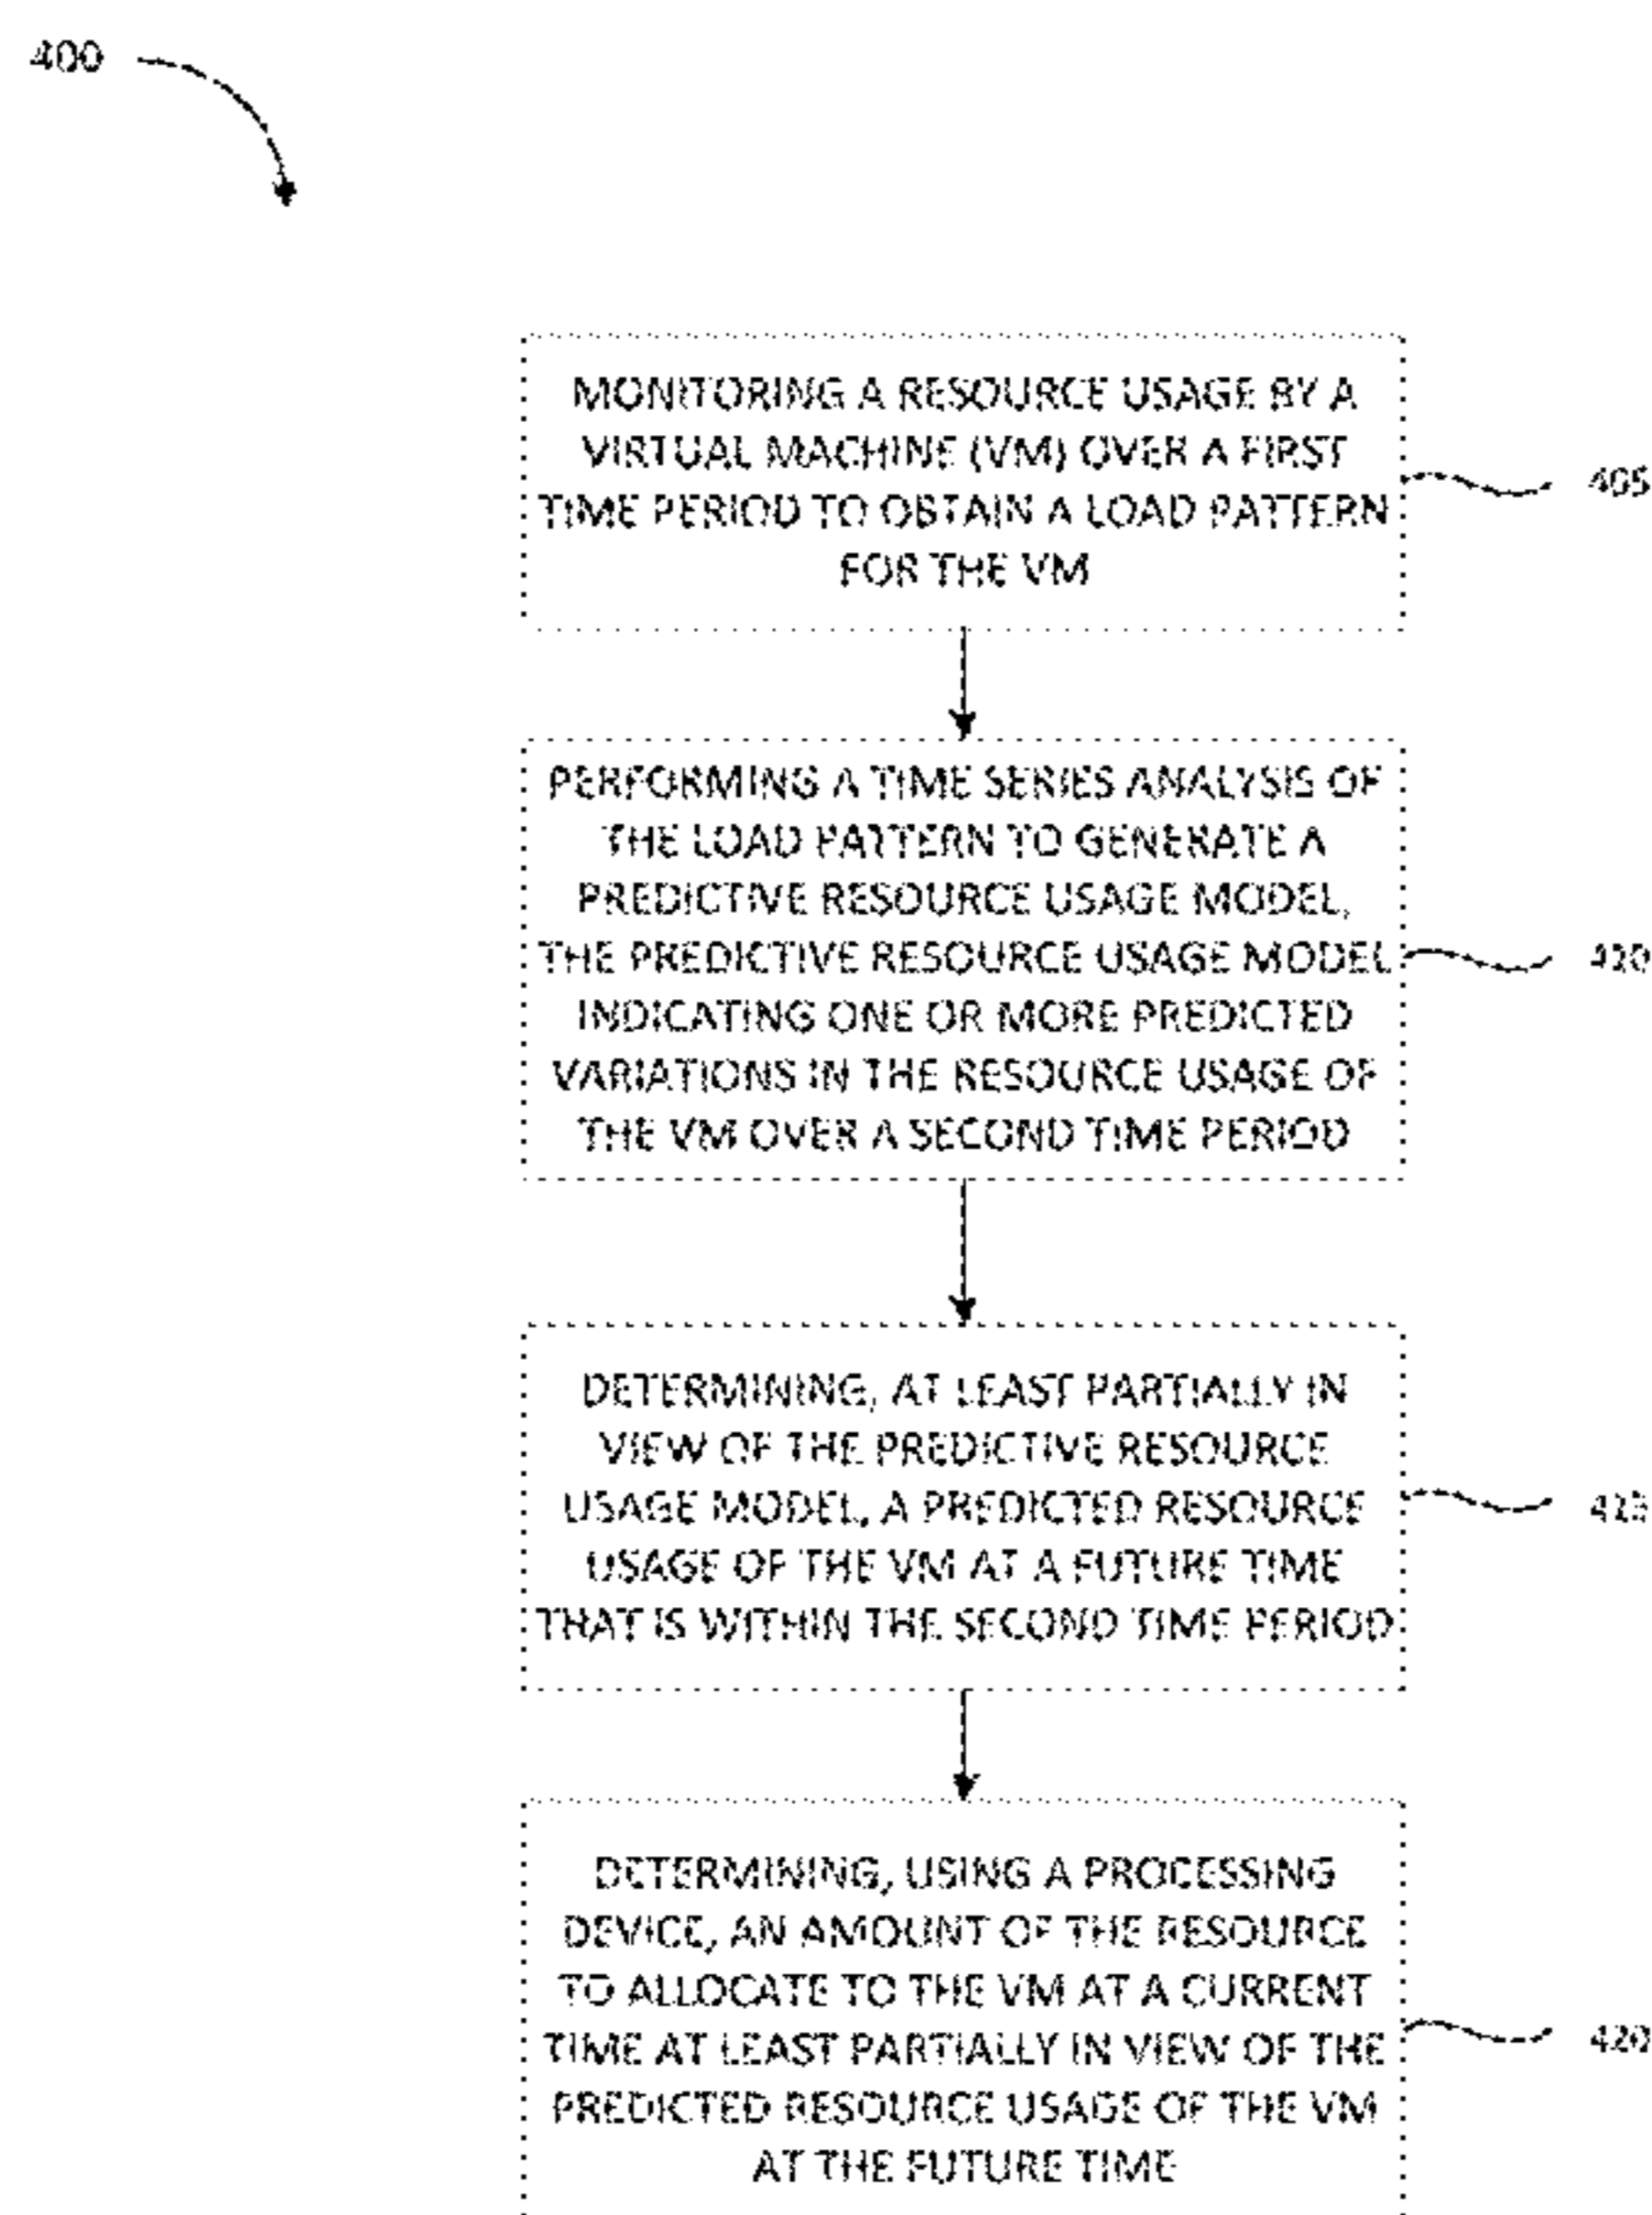 400
MONITORING A RESOURCE USAGE BY A
VIRTUAL MACHINE (VM) OVER A FIRST
TIME PERIOD TO OBTAIN A LOAD PATTERN
FOR THE VM
405
PERFORMING A TIME SERIES ANALYSIS OF
THE LOAD PATTERN TO GENERATE A
PREDICTIVE RESOURCE USAGE MODEL,
THE PREDICTIVE RESOURCE USAGE MODEL
INDICATING ONE OR MORE PREDICTED
VARIATIONS IN THE RESOURCE USAGE OF
THE VM OVER A SECOND TIME PERIOD
410
DETERMINING, AT LEAST PARTIALLY IN
VIEW OF THE PREDICTIVE RESOURCE
USAGE MODEL, A PREDICTED RESOURCE
USAGE OF THE VM AT A FUTURE TIME
THAT IS WITHIN THE SECOND TIME PERIOD
415
DETERMINING, USING A PROCESSING
DEVICE, AN AMOUNT OF THE RESOURCE
TO ALLOCATE TO THE VM AT A CURRENT
TIME AT LEAST PARTIALLY IN VIEW OF THE
PREDICTED RESOURCE USAGE OF THE VM
AT THE FUTURE TIME
420